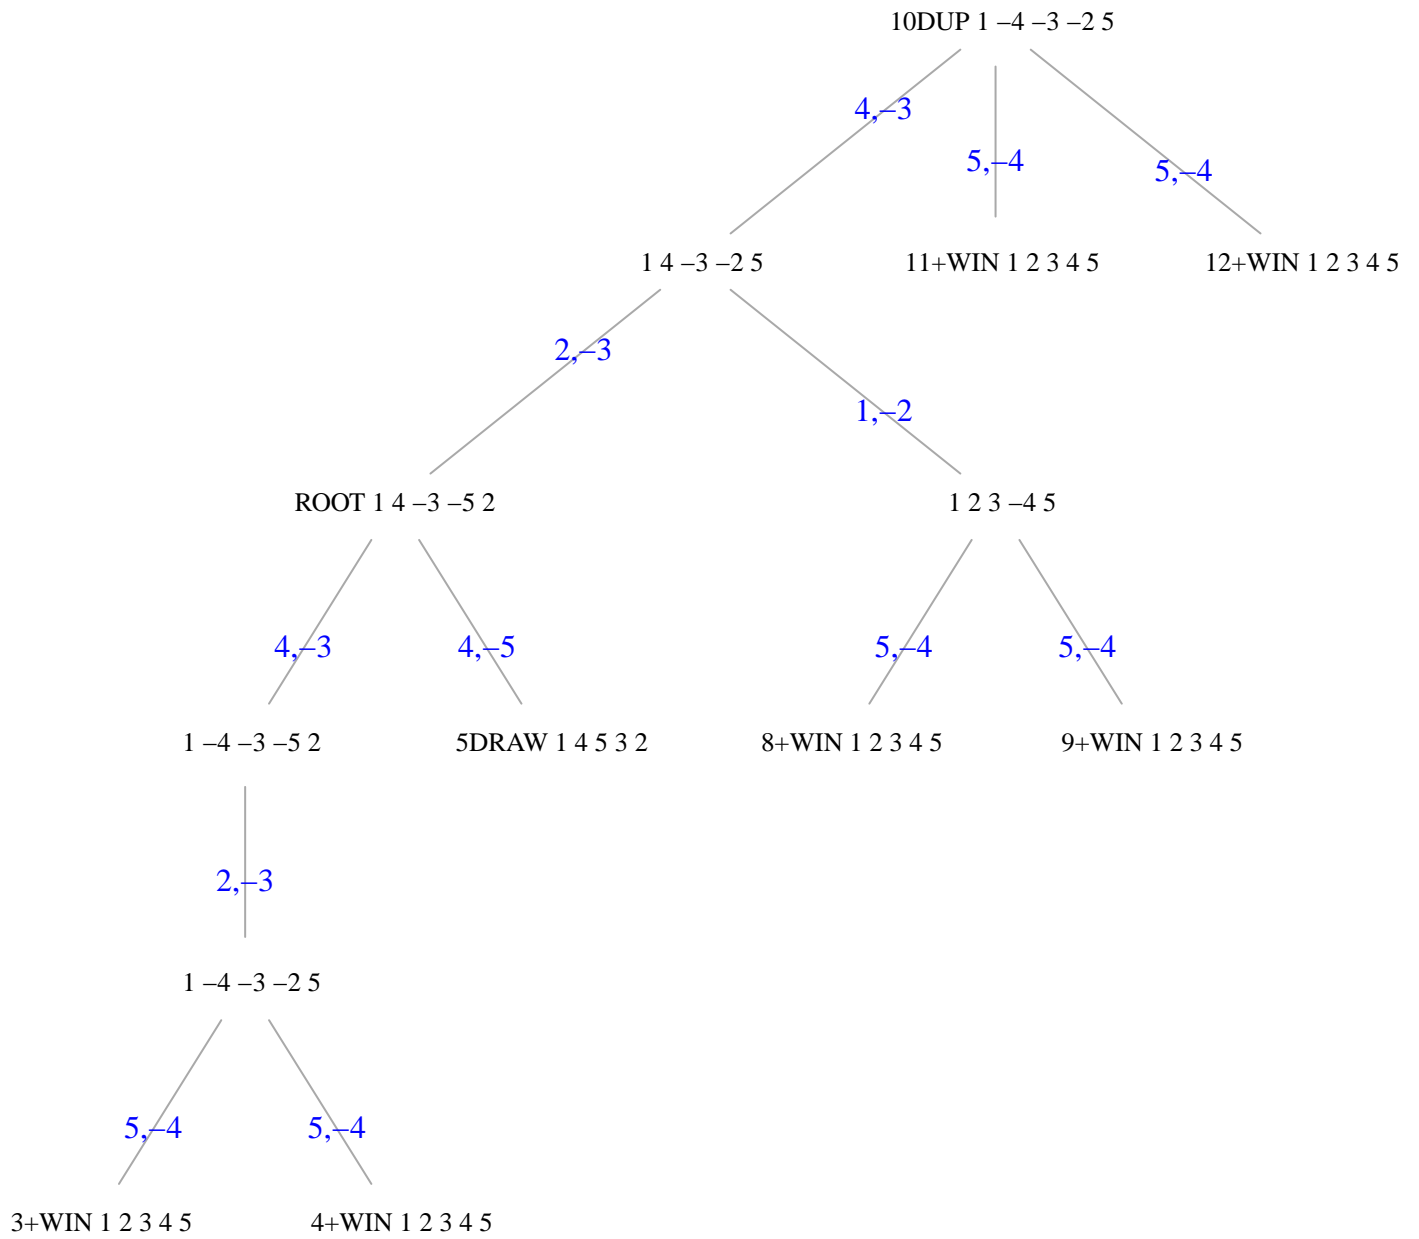 10DUP 1 –4 –3 –2 5
4,–3
5,–4
5,–4
1 4 –3 –2 5
11+WIN 1 2 3 4 5
12+WIN 1 2 3 4 5
2,–3
1,–2
ROOT 1 4 –3 –5 2
1 2 3 –4 5
4,–3
4,–5
5,–4
5,–4
1 –4 –3 –5 2
5DRAW 1 4 5 3 2
8+WIN 1 2 3 4 5
9+WIN 1 2 3 4 5
2,–3
1 –4 –3 –2 5
5,–4
5,–4
3+WIN 1 2 3 4 5
4+WIN 1 2 3 4 5